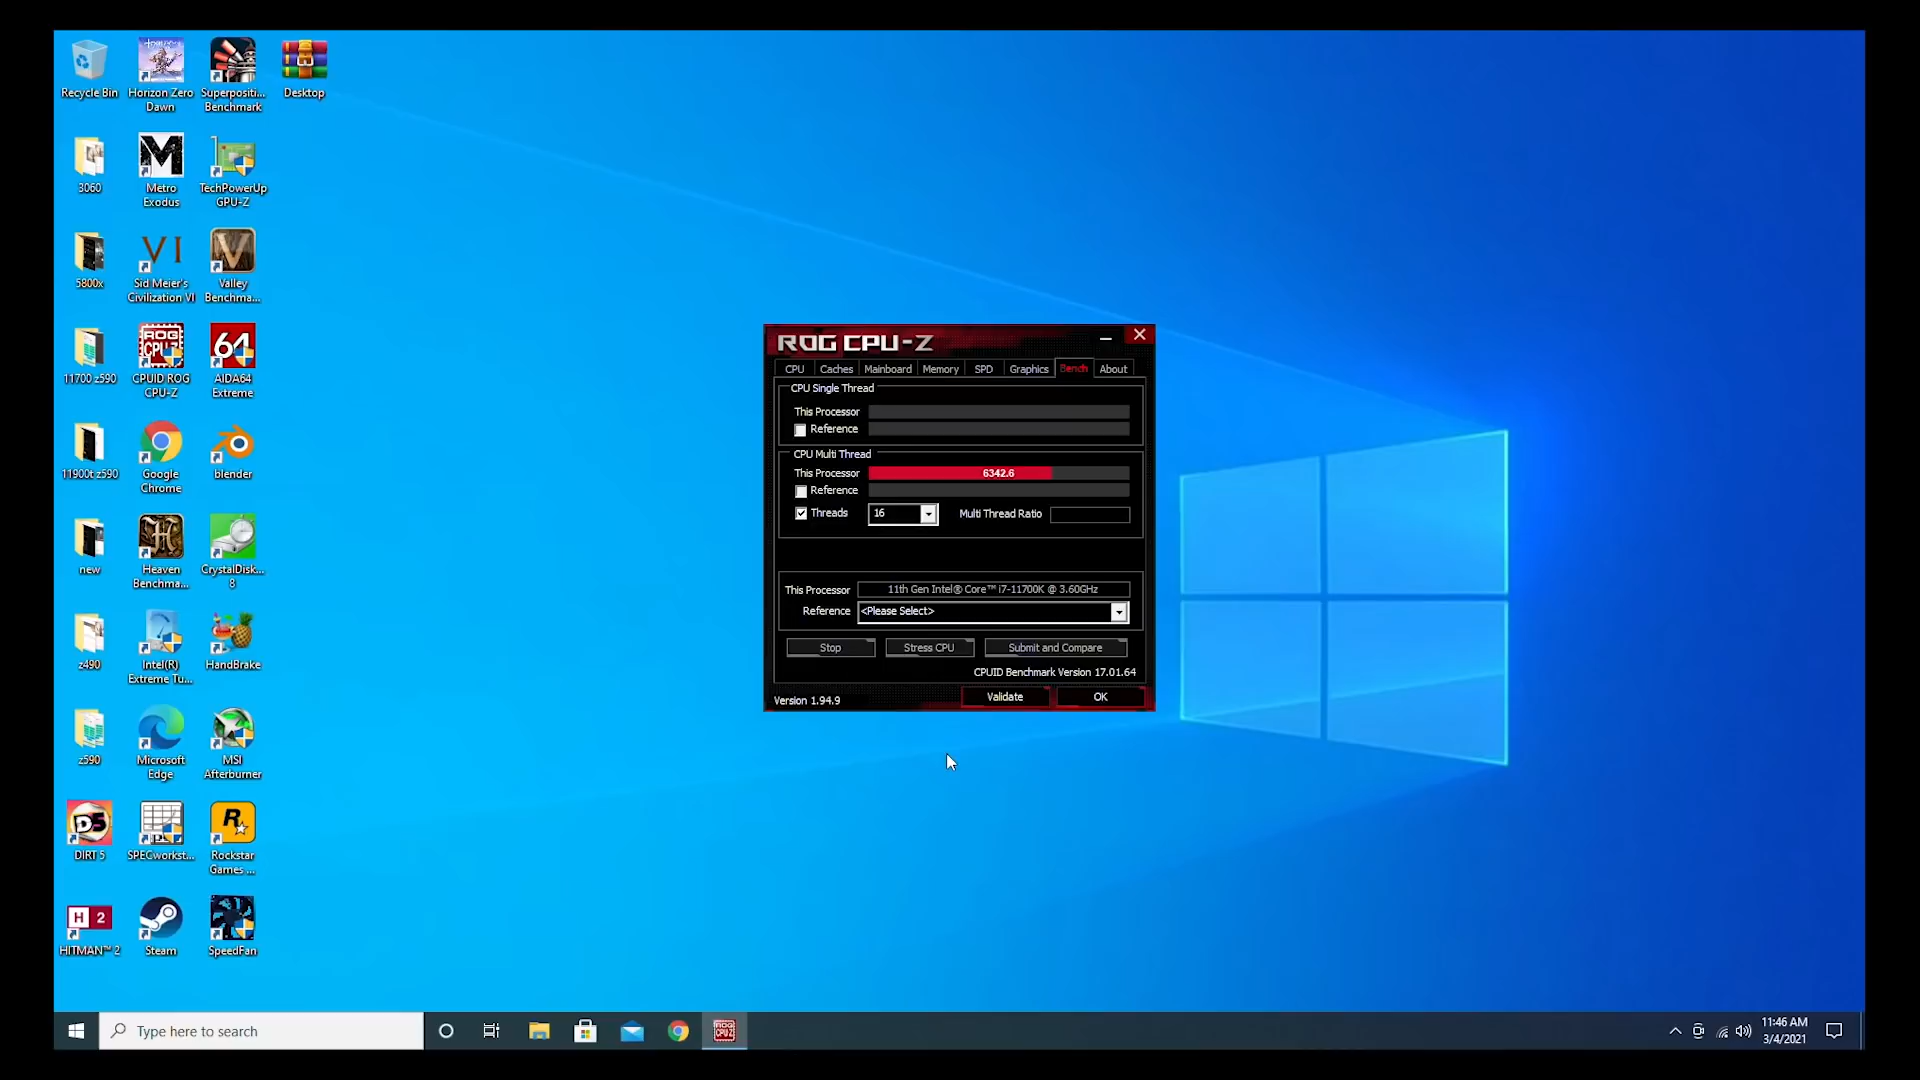 Recycle Bin
Horizon Zero
Dawn
Superpositi...
Benchmark
Desktop
3060
Metro
Exodus
TechPowerUp
GPU-Z
5800x
VI
Sid Meier's
Civilization VI
Valley
Benchma...
11700 z590
ROG
CPU
CPUID ROG
CPU-Z
64
AIDA64
Extreme
11900t z590
Google
Chrome
blender
new
Heaven
Benchma...
CrystalDisk...
8
z490
Intel(R)
Extreme Tu...
HandBrake
z590
Microsoft
Edge
MSI
Afterburner
D5
DIRT 5
SPECworkst...
Rockstar
Games ...
H 2
HITMAN™ 2
Steam
SpeedFan
ROG CPU-Z
CPU
Caches
Mainboard
Memory
SPD
Graphics
Bench
About
CPU Single Thread
This Processor
Reference
CPU Multi Thread
This Processor 6342.6
Reference
Threads 16 Multi Thread Ratio
This Processor 11th Gen Intel® Core™ i7-11700K @ 3.60GHz
Reference <Please Select>
Stop
Stress CPU
Submit and Compare
CPUID Benchmark Version 17.01.64
Version 1.94.9
Validate
OK
Type here to search
11:46 AM
3/4/2021